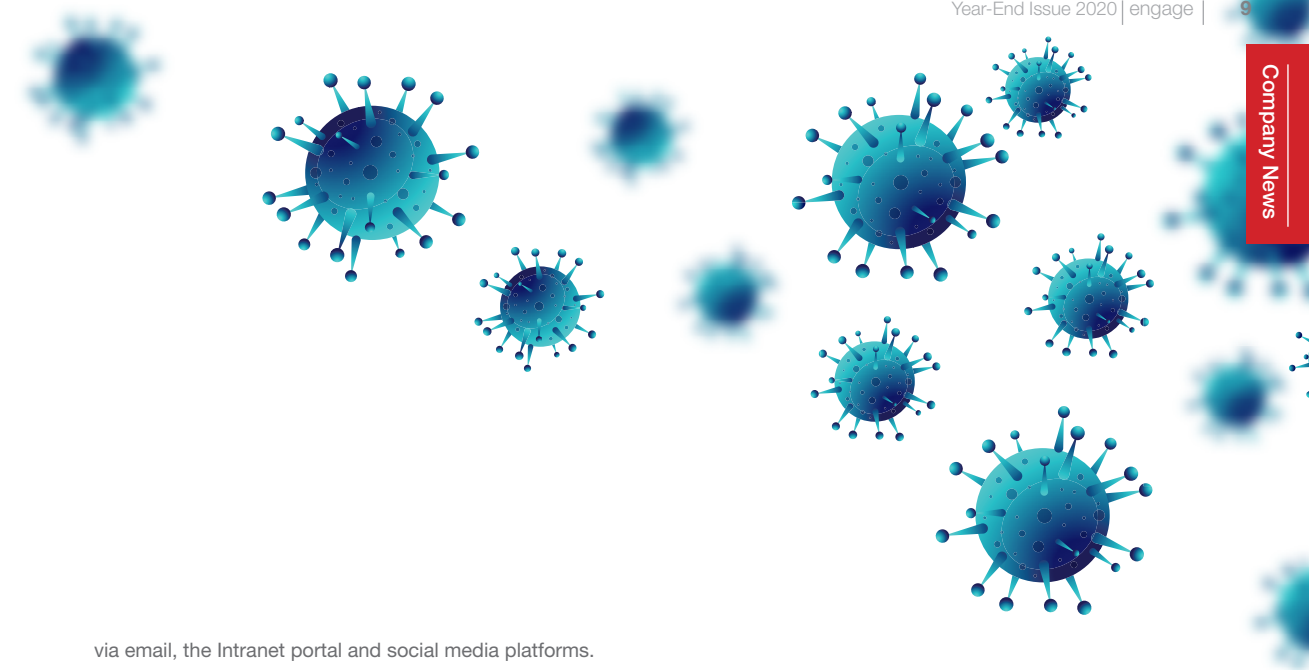 Year-End Issue 2020 | engage | 9
Company News
via email, the Intranet portal and social media platforms.